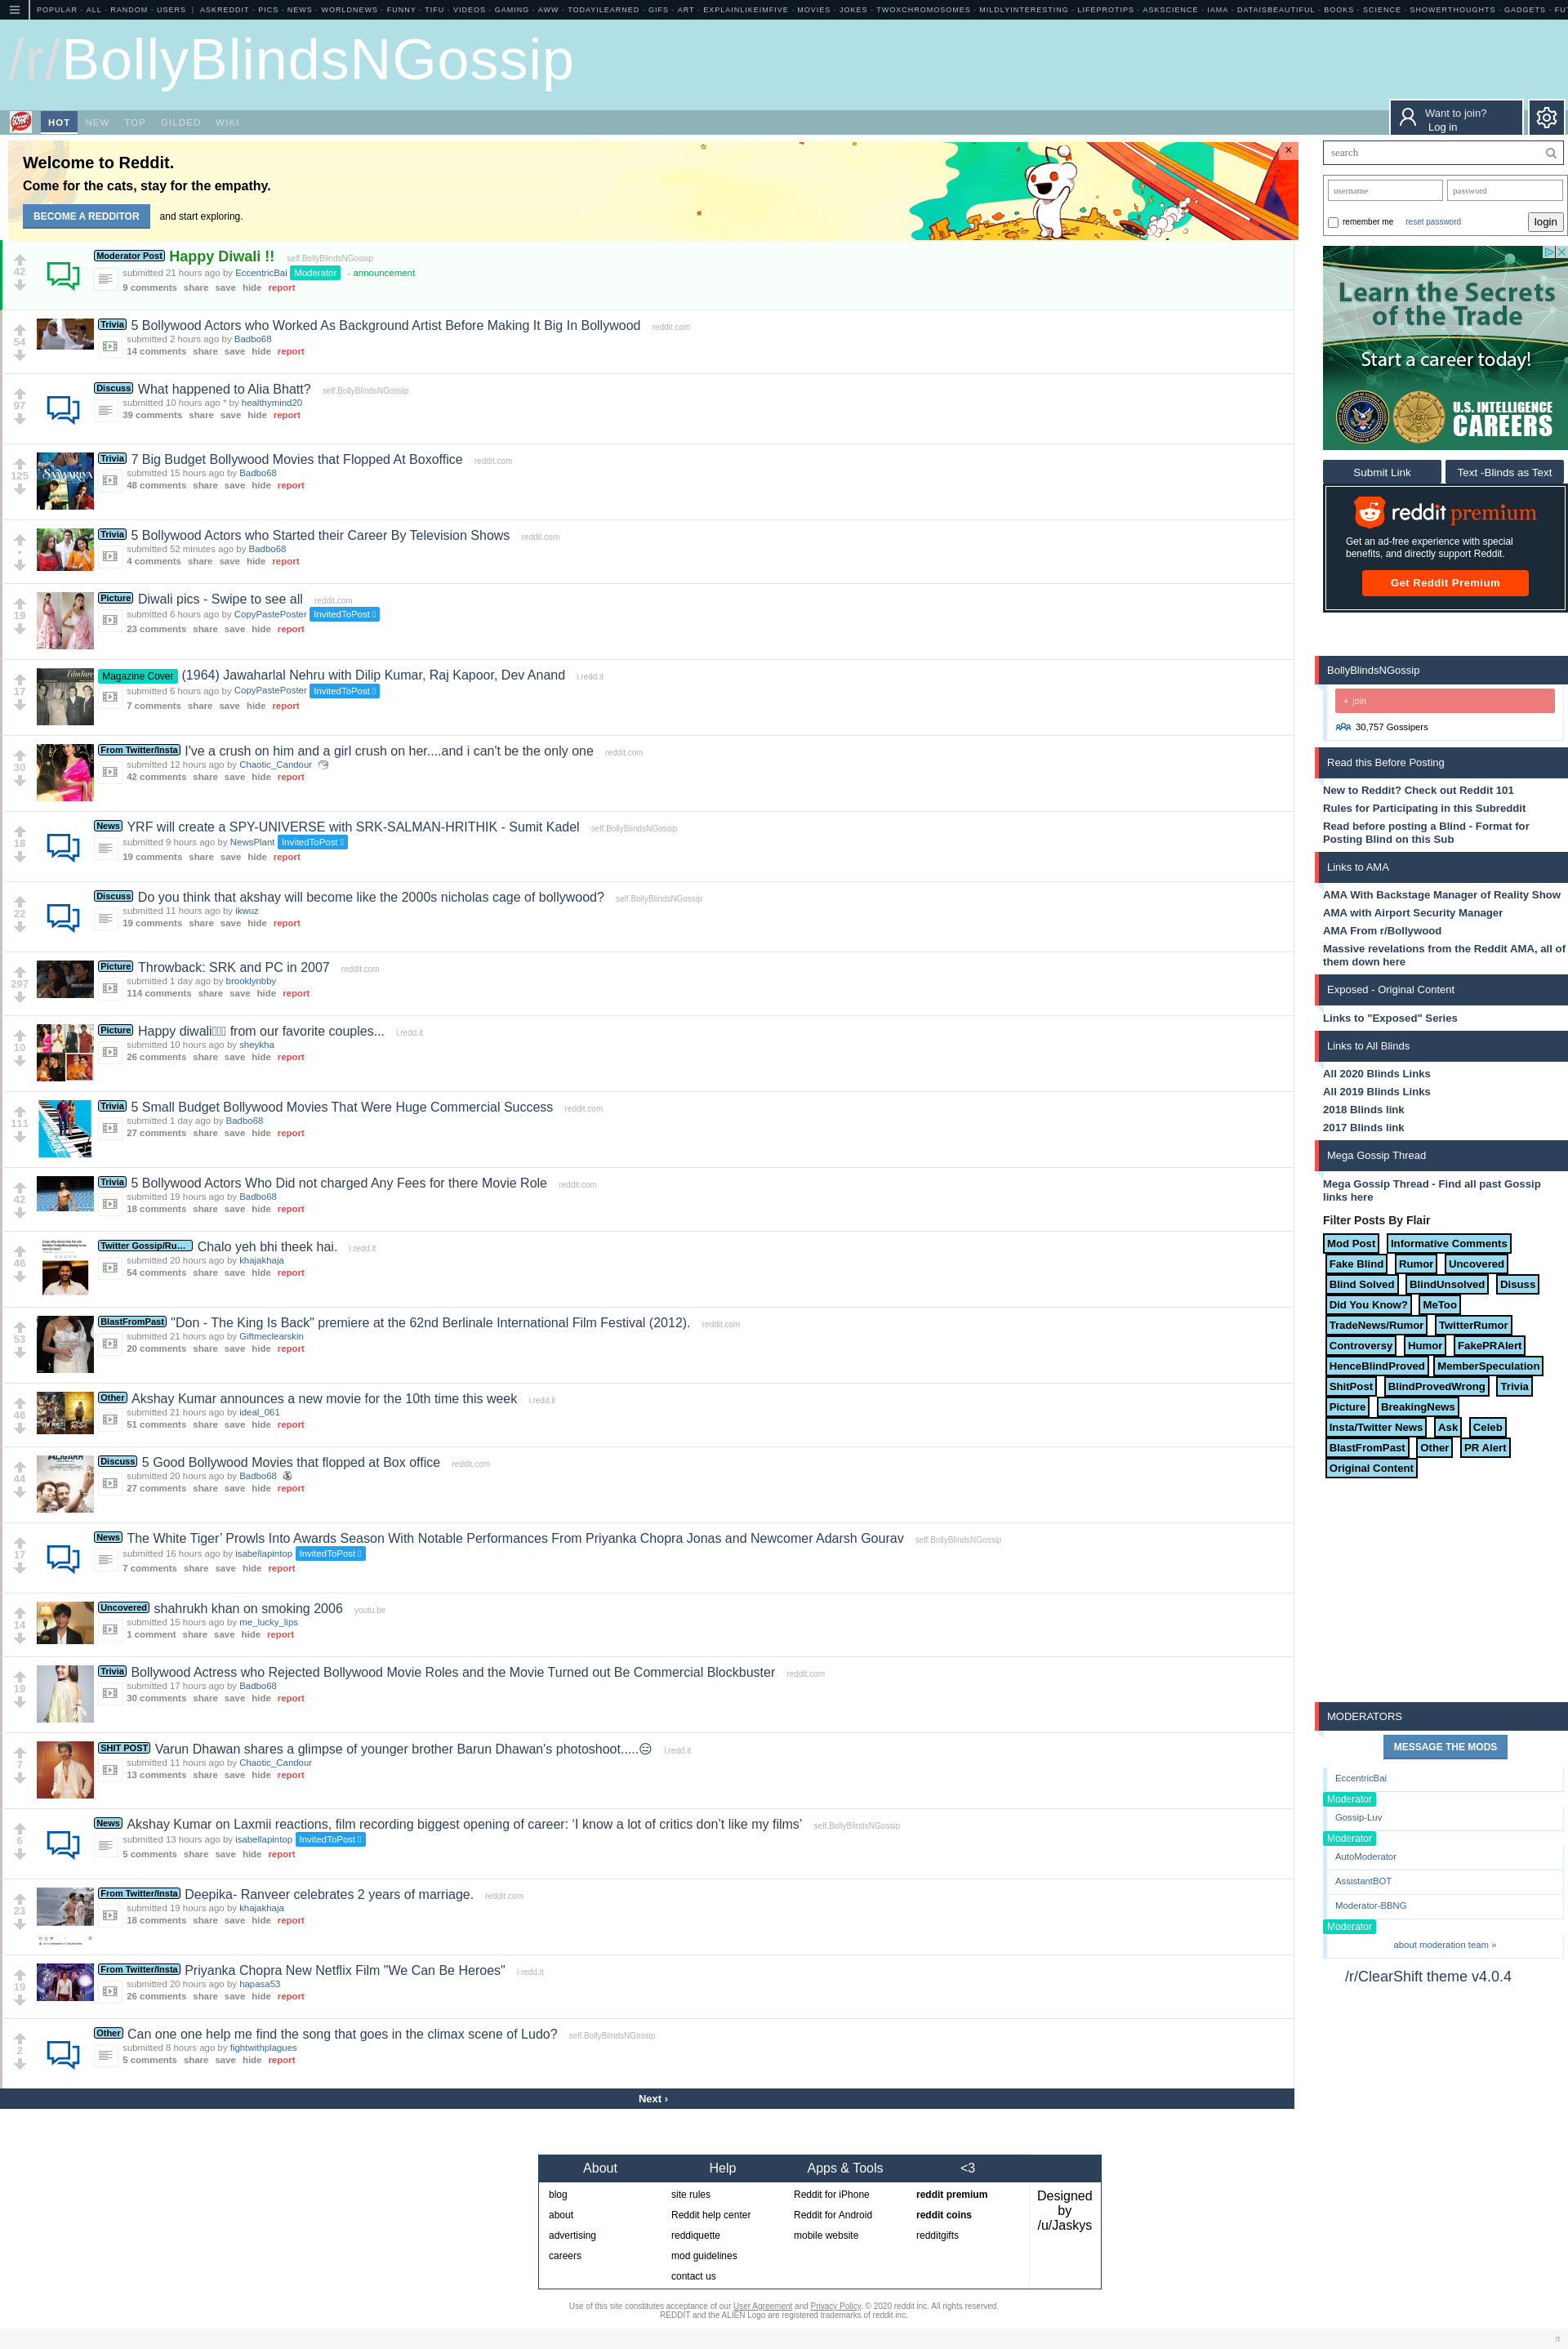 POPULAR - ALL - RANDOM - USERS | ASKREDDIT - PICS - NEWS - WORLDNEWS - FUNNY - TIFU - VIDEOS - GAMING - AWW - TODAYILEARNED - GIFS - ART - EXPLAINLIKEIMFIVE - MOVIES - JOKES - TWOXCHROMOSOMES - MILDLYINTERESTING - LIFEPROTIPS - ASKSCIENCE - IAMA - DATAISBEAUTIFUL - BOOKS - SCIENCE - SHOWERTHOUGHTS - GADGETS - FU
/r/BollyBlindsNGossip
HOT NEW TOP GILDED WIKI
Want to join?
Log in
Welcome to Reddit.
Come for the cats, stay for the empathy.
BECOME A REDDITOR and start exploring.
Moderator Post Happy Diwali !! self.BollyBlindsNGossip
42
submitted 21 hours ago by EccentricBai Moderator - announcement
9 comments share save hide report
Trivia 5 Bollywood Actors who Worked As Background Artist Before Making It Big In Bollywood reddit.com
54
submitted 2 hours ago by Badbo68
14 comments share save hide report
Discuss What happened to Alia Bhatt? self.BollyBlindsNGossip
97
submitted 10 hours ago * by healthymind20
39 comments share save hide report
Trivia 7 Big Budget Bollywood Movies that Flopped At Boxoffice reddit.com
125
SAAWARIYA
submitted 15 hours ago by Badbo68
48 comments share save hide report
Trivia 5 Bollywood Actors who Started their Career By Television Shows reddit.com
•
submitted 52 minutes ago by Badbo68
4 comments share save hide report
Picture Diwali pics - Swipe to see all reddit.com
19
submitted 6 hours ago by CopyPastePoster InvitedToPost
23 comments share save hide report
Magazine Cover (1964) Jawaharlal Nehru with Dilip Kumar, Raj Kapoor, Dev Anand i.redd.it
Filmfare
17
submitted 6 hours ago by CopyPastePoster InvitedToPost
7 comments share save hide report
From Twitter/Insta I've a crush on him and a girl crush on her....and i can't be the only one reddit.com
30
submitted 12 hours ago by Chaotic_Candour
42 comments share save hide report
News YRF will create a SPY-UNIVERSE with SRK-SALMAN-HRITHIK - Sumit Kadel self.BollyBlindsNGossip
18
submitted 9 hours ago by NewsPlant InvitedToPost
19 comments share save hide report
Discuss Do you think that akshay will become like the 2000s nicholas cage of bollywood? self.BollyBlindsNGossip
22
submitted 11 hours ago by ikwuz
19 comments share save hide report
Picture Throwback: SRK and PC in 2007 reddit.com
297
submitted 1 day ago by brooklynbby
114 comments share save hide report
Picture Happy diwali from our favorite couples... i.redd.it
10
submitted 10 hours ago by sheykha
26 comments share save hide report
Trivia 5 Small Budget Bollywood Movies That Were Huge Commercial Success reddit.com
111
submitted 1 day ago by Badbo68
27 comments share save hide report
Trivia 5 Bollywood Actors Who Did not charged Any Fees for there Movie Role reddit.com
42
submitted 19 hours ago by Badbo68
18 comments share save hide report
Twitter Gossip/Ru… Chalo yeh bhi theek hai. i.redd.it
46
submitted 20 hours ago by khajakhaja
54 comments share save hide report
BlastFromPast "Don - The King Is Back" premiere at the 62nd Berlinale International Film Festival (2012). reddit.com
53
submitted 21 hours ago by Giftmeclearskin
20 comments share save hide report
Other Akshay Kumar announces a new movie for the 10th time this week i.redd.it
46
submitted 21 hours ago by ideal_061
51 comments share save hide report
Discuss 5 Good Bollywood Movies that flopped at Box office reddit.com
ALIGARH
44
submitted 20 hours ago by Badbo68
27 comments share save hide report
News The White Tiger’ Prowls Into Awards Season With Notable Performances From Priyanka Chopra Jonas and Newcomer Adarsh Gourav self.BollyBlindsNGossip
17
submitted 16 hours ago by isabellapintop InvitedToPost
7 comments share save hide report
Uncovered shahrukh khan on smoking 2006 youtu.be
14
submitted 15 hours ago by me_lucky_lips
1 comment share save hide report
Trivia Bollywood Actress who Rejected Bollywood Movie Roles and the Movie Turned out Be Commercial Blockbuster reddit.com
19
submitted 17 hours ago by Badbo68
30 comments share save hide report
SHIT POST Varun Dhawan shares a glimpse of younger brother Barun Dhawan's photoshoot.....😑 i.redd.it
7
submitted 11 hours ago by Chaotic_Candour
13 comments share save hide report
News Akshay Kumar on Laxmii reactions, film recording biggest opening of career: ‘I know a lot of critics don’t like my films’ self.BollyBlindsNGossip
6
submitted 13 hours ago by isabellapintop InvitedToPost
5 comments share save hide report
From Twitter/Insta Deepika- Ranveer celebrates 2 years of marriage. reddit.com
23
submitted 19 hours ago by khajakhaja
18 comments share save hide report
From Twitter/Insta Priyanka Chopra New Netflix Film "We Can Be Heroes" i.redd.it
19
submitted 20 hours ago by hapasa53
26 comments share save hide report
Other Can one one help me find the song that goes in the climax scene of Ludo? self.BollyBlindsNGossip
2
submitted 8 hours ago by fightwithplagues
5 comments share save hide report
Next ›
search
username password
remember me reset password login
Learn the Secrets
of the Trade
Start a career today!
U.S. INTELLIGENCE
CAREERS
Submit Link Text -Blinds as Text
reddit premium
Get an ad-free experience with special
benefits, and directly support Reddit.
Get Reddit Premium
BollyBlindsNGossip
+ join
30,757 Gossipers
Read this Before Posting
New to Reddit? Check out Reddit 101
Rules for Participating in this Subreddit
Read before posting a Blind - Format for
Posting Blind on this Sub
Links to AMA
AMA With Backstage Manager of Reality Show
AMA with Airport Security Manager
AMA From r/Bollywood
Massive revelations from the Reddit AMA, all of
them down here
Exposed - Original Content
Links to "Exposed" Series
Links to All Blinds
All 2020 Blinds Links
All 2019 Blinds Links
2018 Blinds link
2017 Blinds link
Mega Gossip Thread
Mega Gossip Thread - Find all past Gossip
links here
Filter Posts By Flair
Mod Post Informative Comments
Fake Blind Rumor Uncovered
Blind Solved BlindUnsolved Disuss
Did You Know? MeToo
TradeNews/Rumor TwitterRumor
Controversy Humor FakePRAlert
HenceBlindProved MemberSpeculation
ShitPost BlindProvedWrong Trivia
Picture BreakingNews
Insta/Twitter News Ask Celeb
BlastFromPast Other PR Alert
Original Content
MODERATORS
MESSAGE THE MODS
EccentricBai
Moderator
Gossip-Luv
Moderator
AutoModerator
AssistantBOT
Moderator-BBNG
Moderator
about moderation team »
/r/ClearShift theme v4.0.4
About Help Apps & Tools <3
blog site rules Reddit for iPhone reddit premium
about Reddit help center Reddit for Android reddit coins
advertising reddiquette mobile website redditgifts
careers mod guidelines
contact us
Designed
by
/u/Jaskys
Use of this site constitutes acceptance of our User Agreement and Privacy Policy. © 2020 reddit inc. All rights reserved.
REDDIT and the ALIEN Logo are registered trademarks of reddit inc.
π